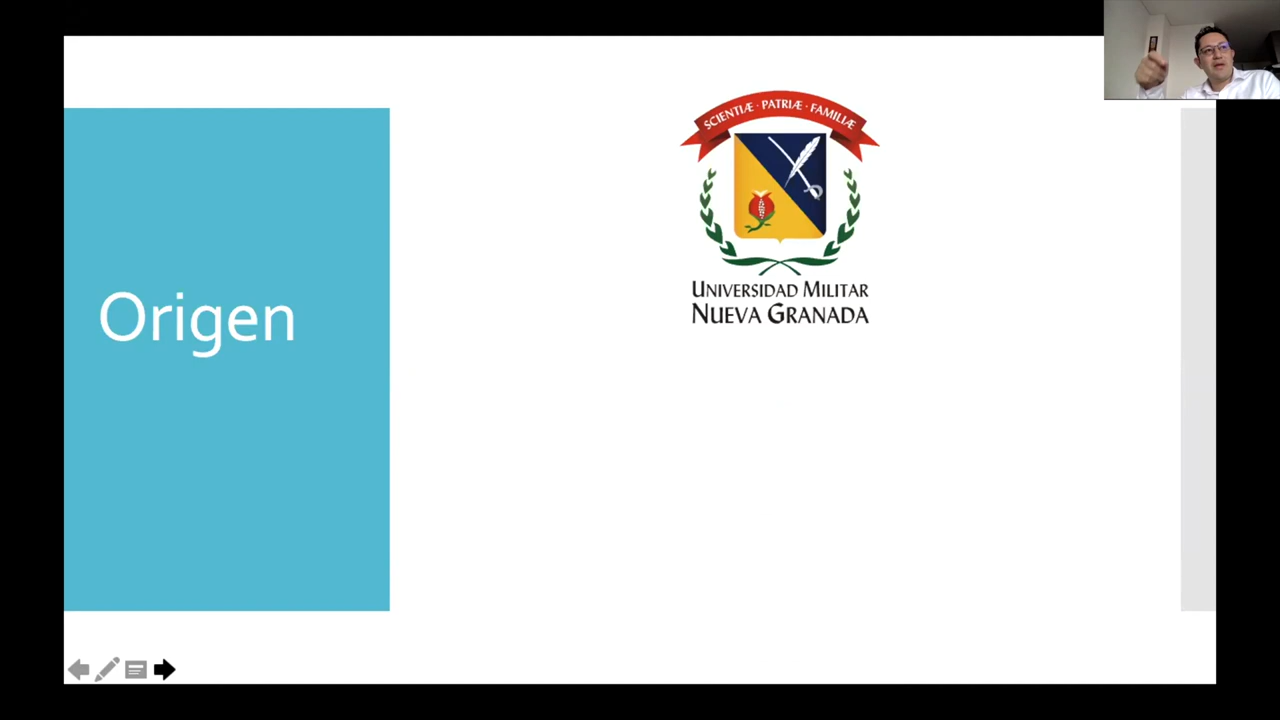 Origen
SCIENTIÆ · PATRIÆ · FAMILIÆ
UNIVERSIDAD MILITAR
NUEVA GRANADA